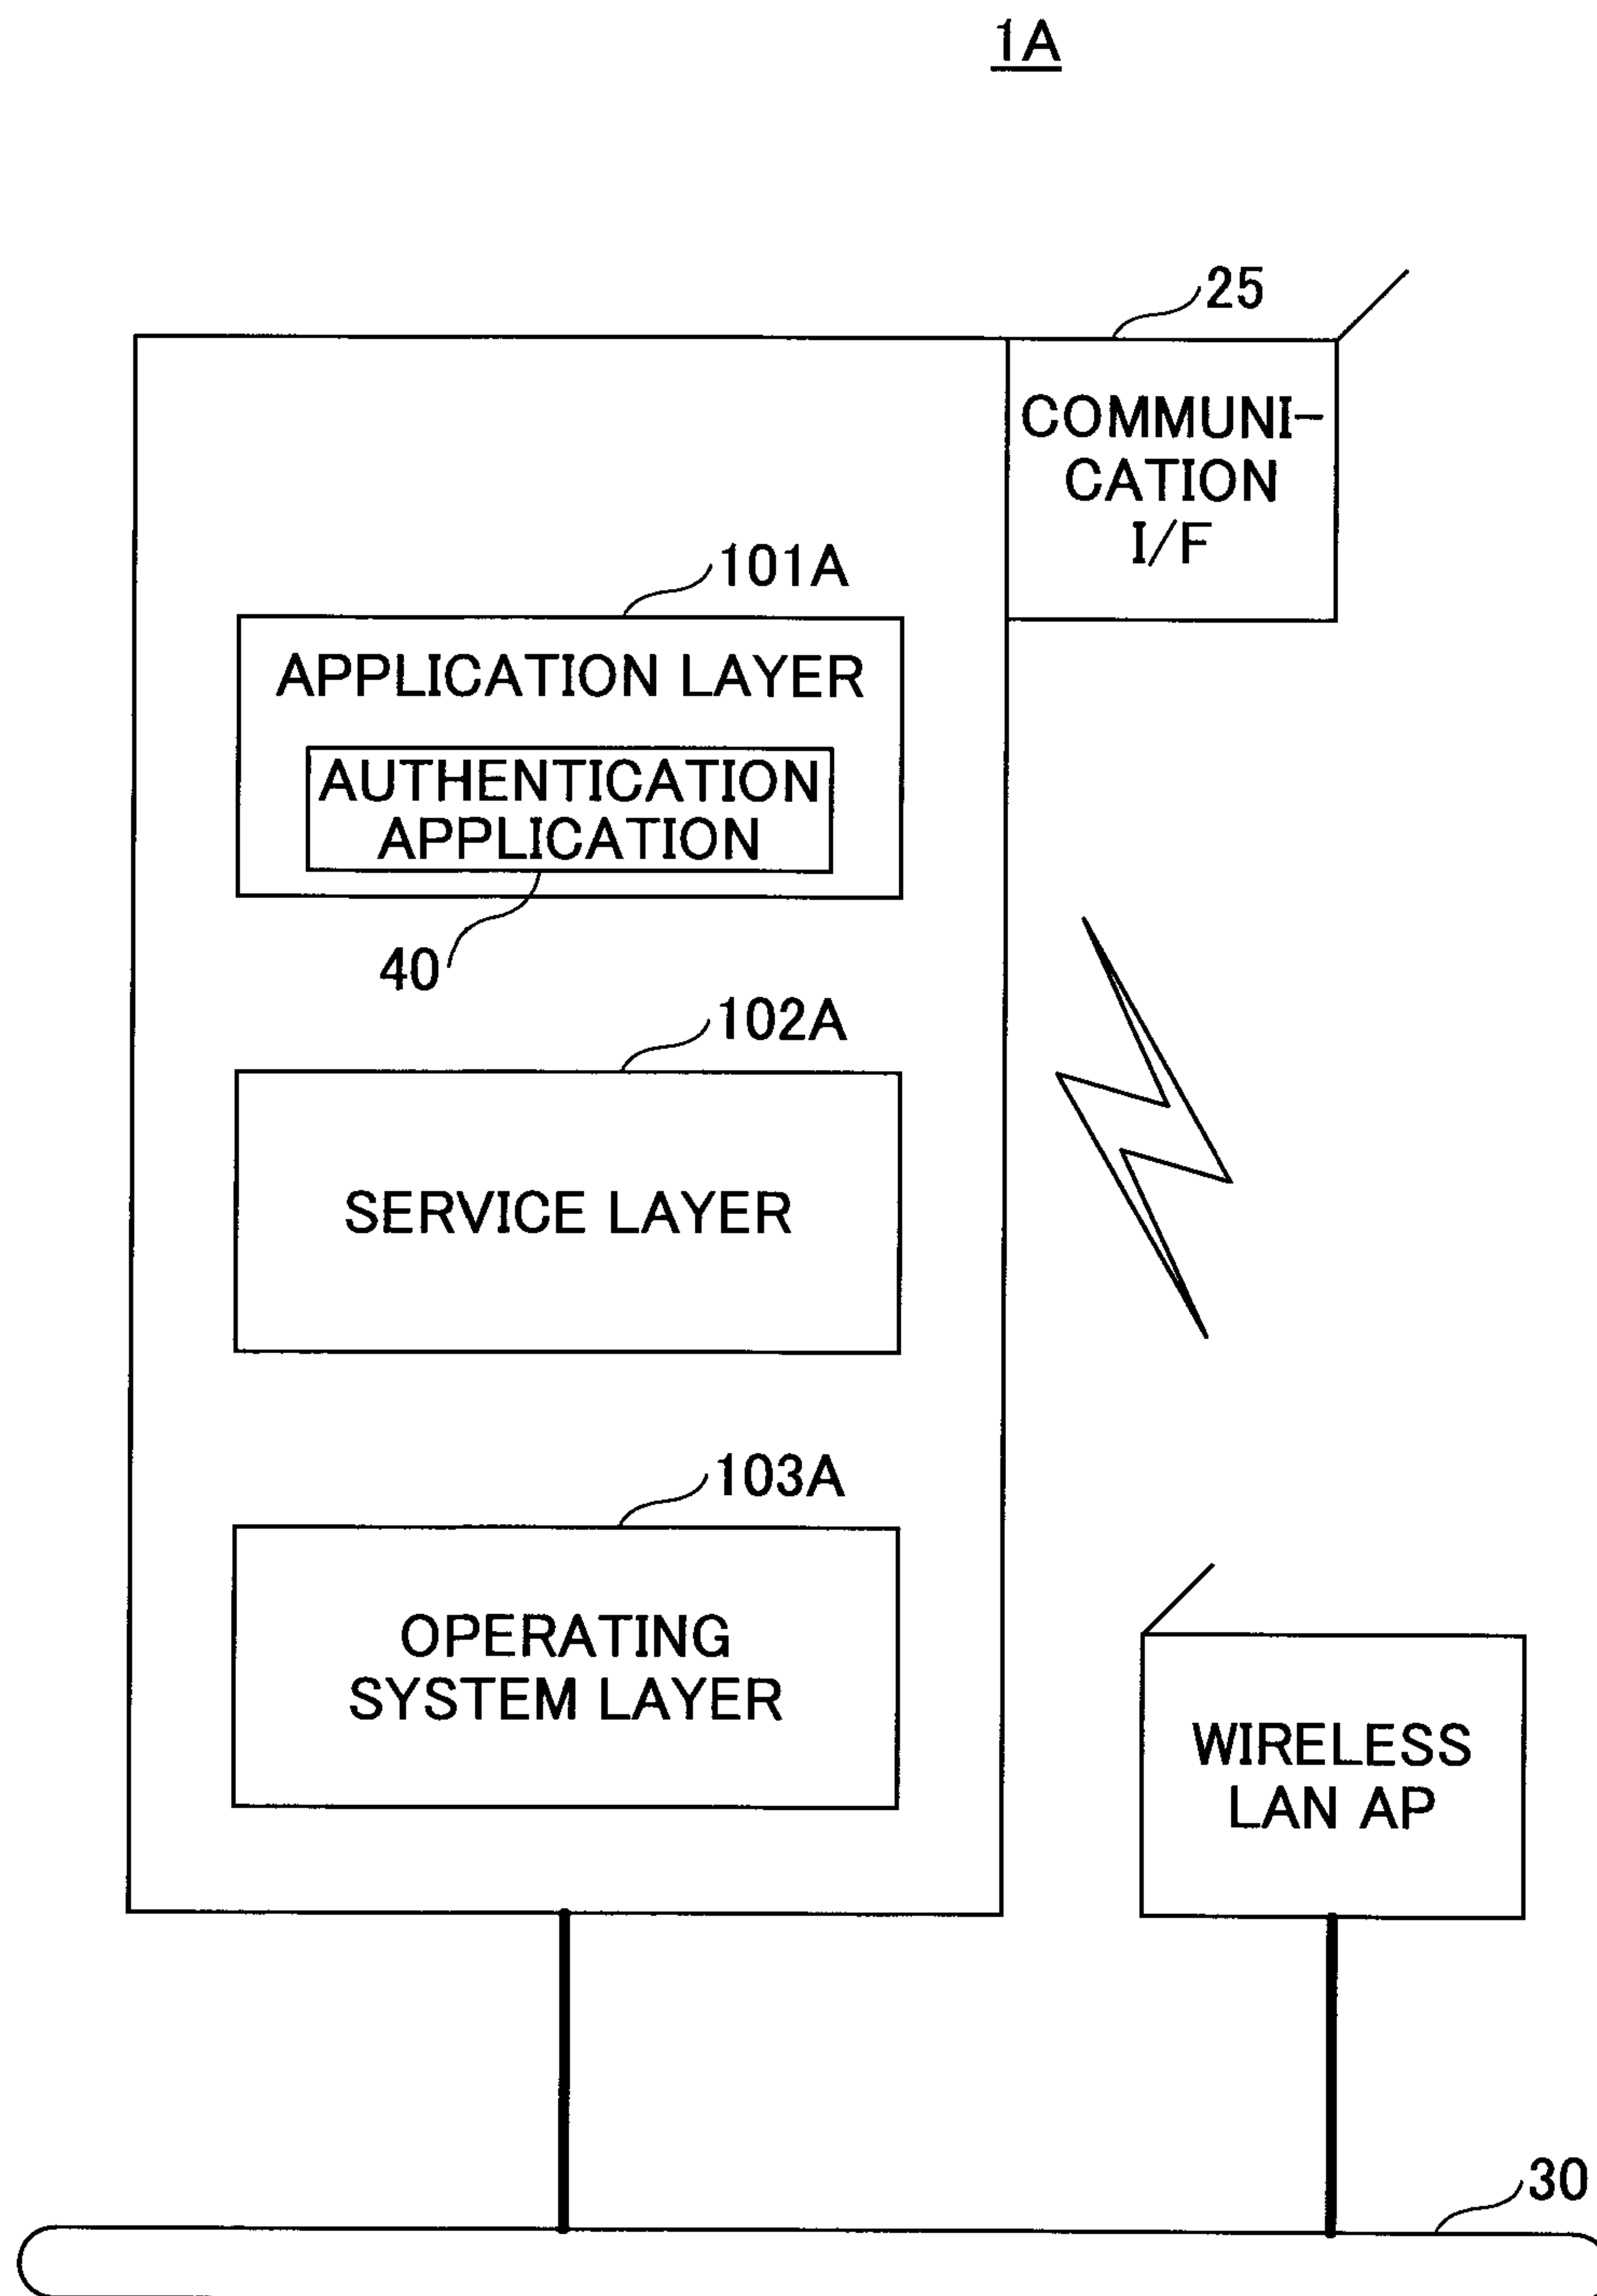 1A
25
COMMUNI-
CATION
I/F
101A
APPLICATION LAYER
AUTHENTICATION
APPLICATION
40
102A
SERVICE LAYER
103A
OPERATING
SYSTEM LAYER
WIRELESS
LAN AP
30